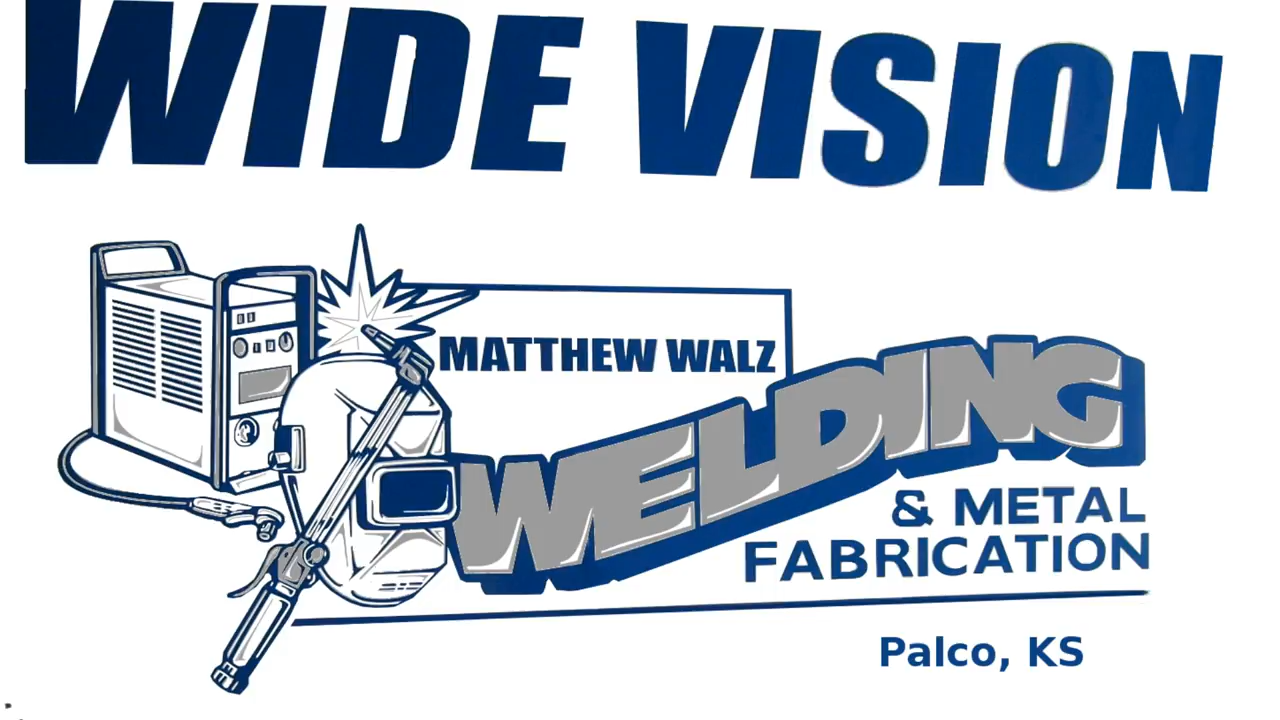 WIDE VISION
MATTHEW WALZ
WELDING
& METAL
FABRICATION
Palco, KS